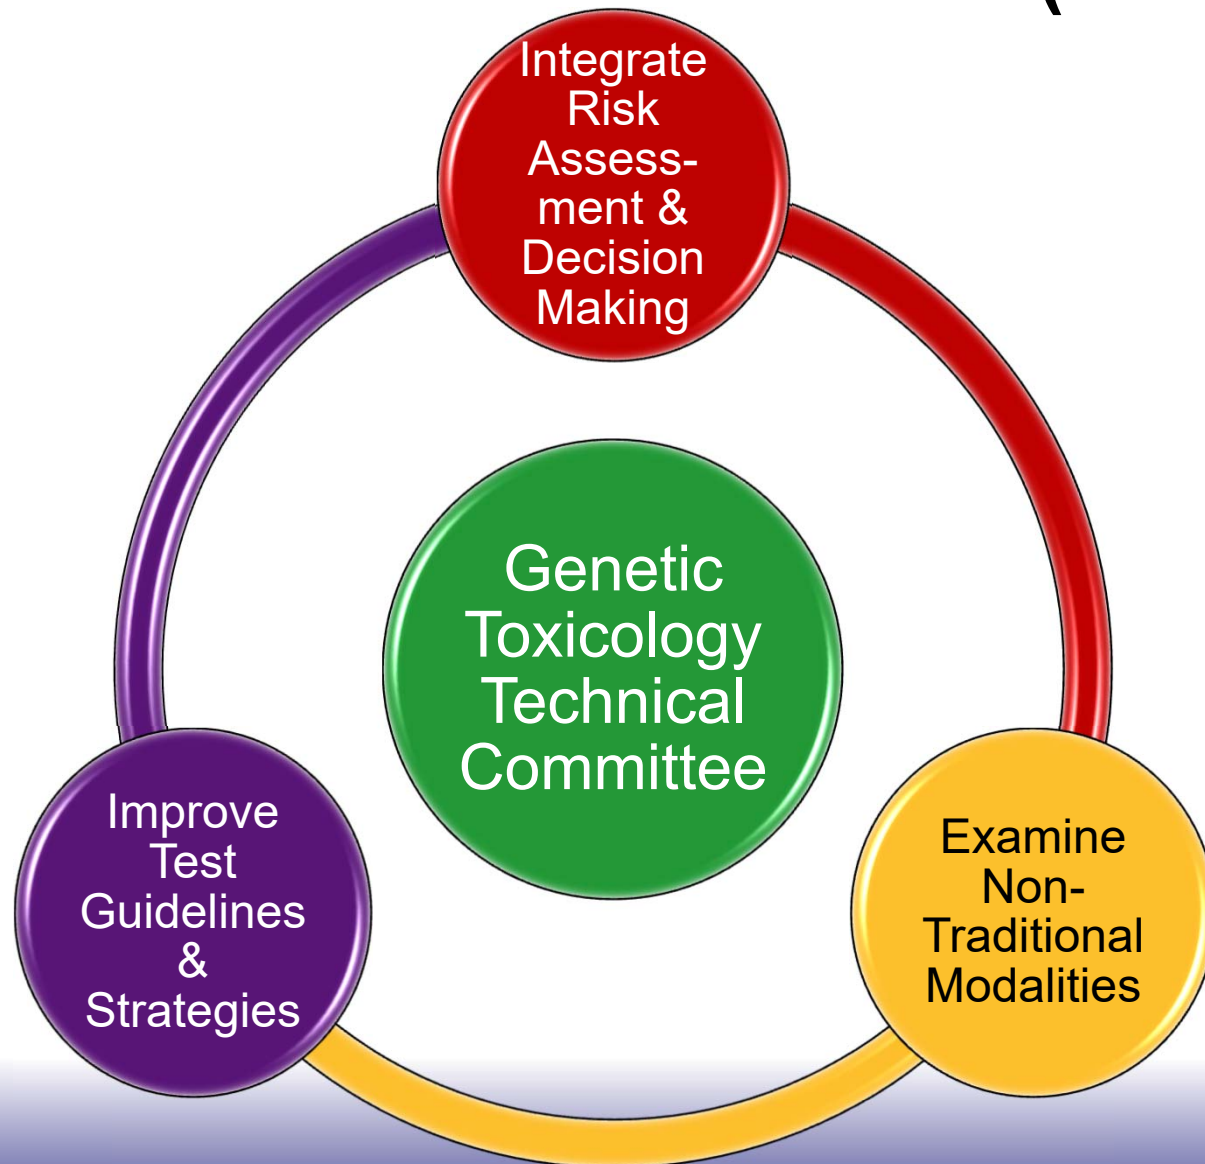 (
Integrate
Risk
Assess-
ment &
Decision
Making
Genetic
Toxicology
Technical
Committee
Improve
Test
Guidelines
&
Strategies
Examine
Non-
Traditional
Modalities